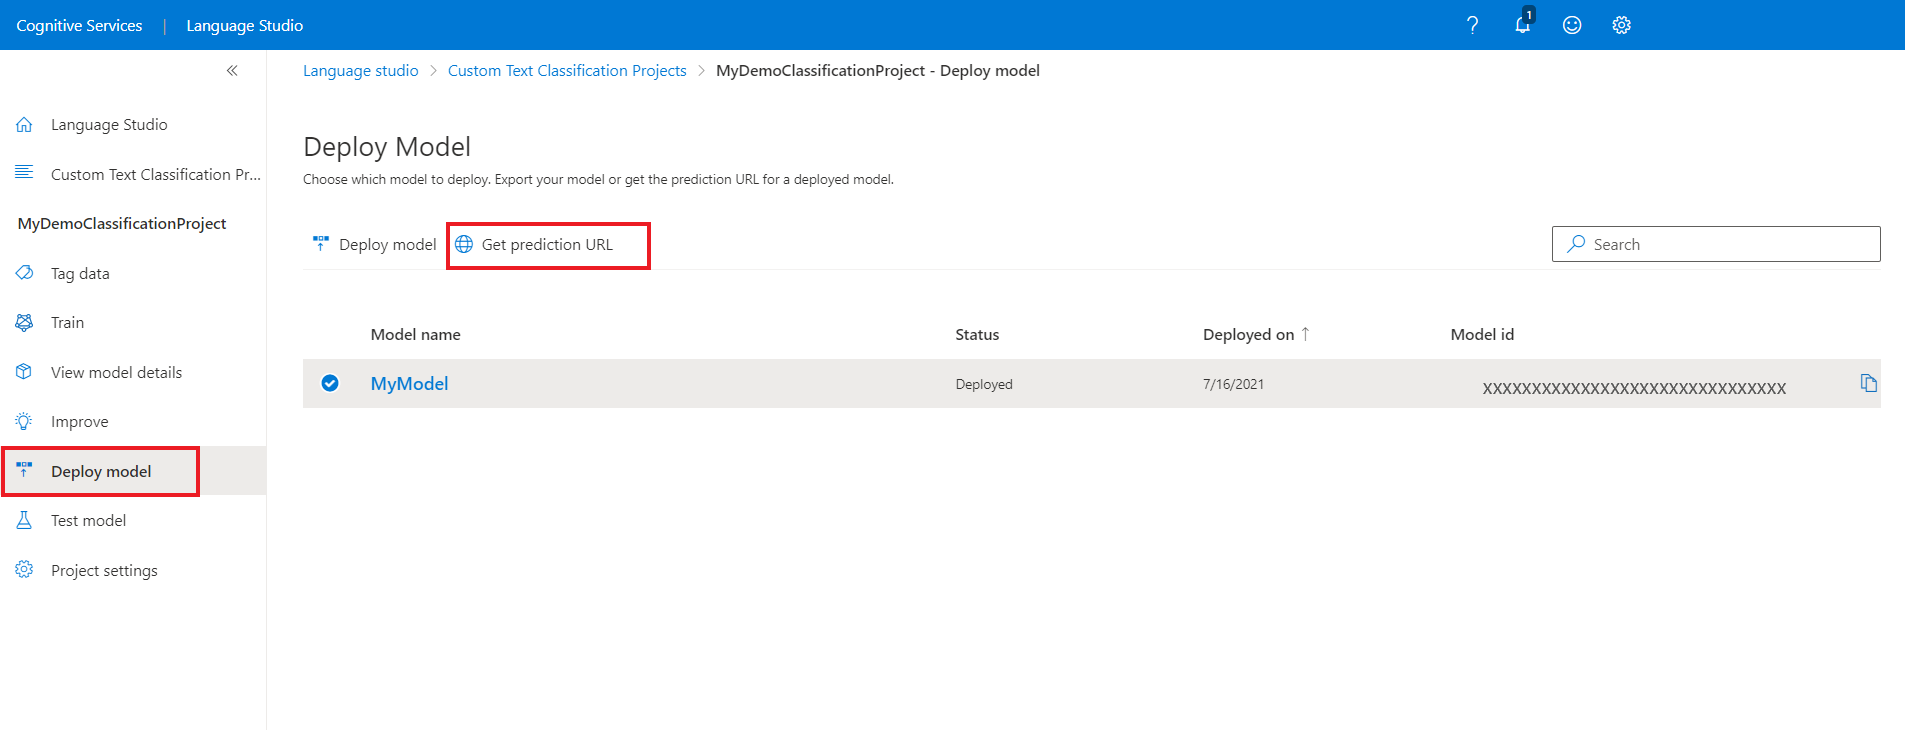 Cognitive Services | Language Studio
1
Language studio > Custom Text Classification Projects > MyDemoClassificationProject - Deploy model
Language Studio
Custom Text Classification Pr...
MyDemoClassificationProject
Tag data
Train
View model details
Improve
Deploy model
Test model
Project settings
Deploy Model
Choose which model to deploy. Export your model or get the prediction URL for a deployed model.
Deploy model Get prediction URL
Search
Model name Status Deployed on ↑ Model id
MyModel Deployed 7/16/2021 XXXXXXXXXXXXXXXXXXXXXXXXXXXXXXX